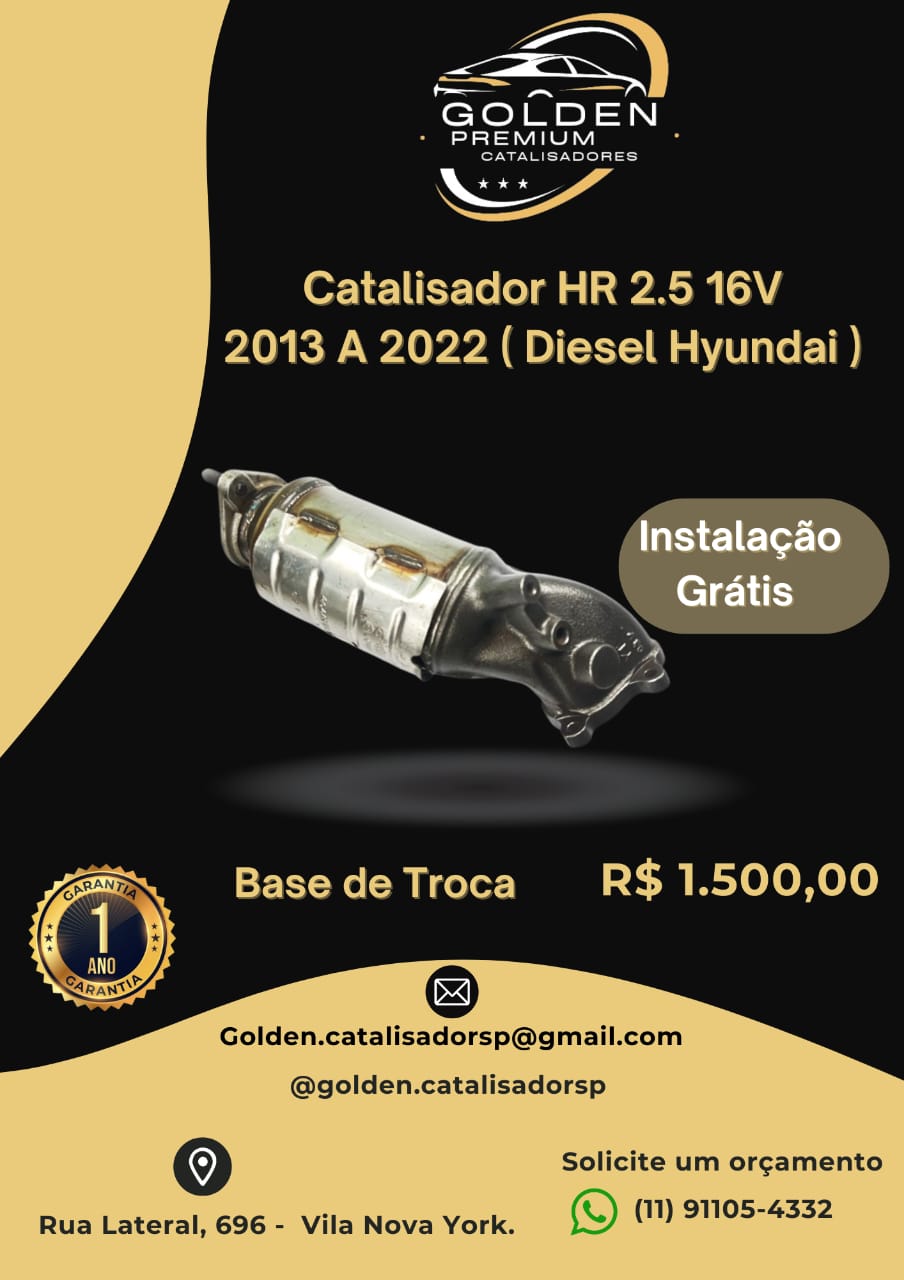 GOLDEN
PREMIUM
CATALISADORES
Catalisador HR 2.5 16V
2013 A 2022 ( Diesel Hyundai )
Instalação
Grátis
Base de Troca
R$ 1.500,00
GARANTIA
1
ANO
GARANTIA
Golden.catalisadorsp@gmail.com
@golden.catalisadorsp
Solicite um orçamento
(11) 91105-4332
Rua Lateral, 696 - Vila Nova York.